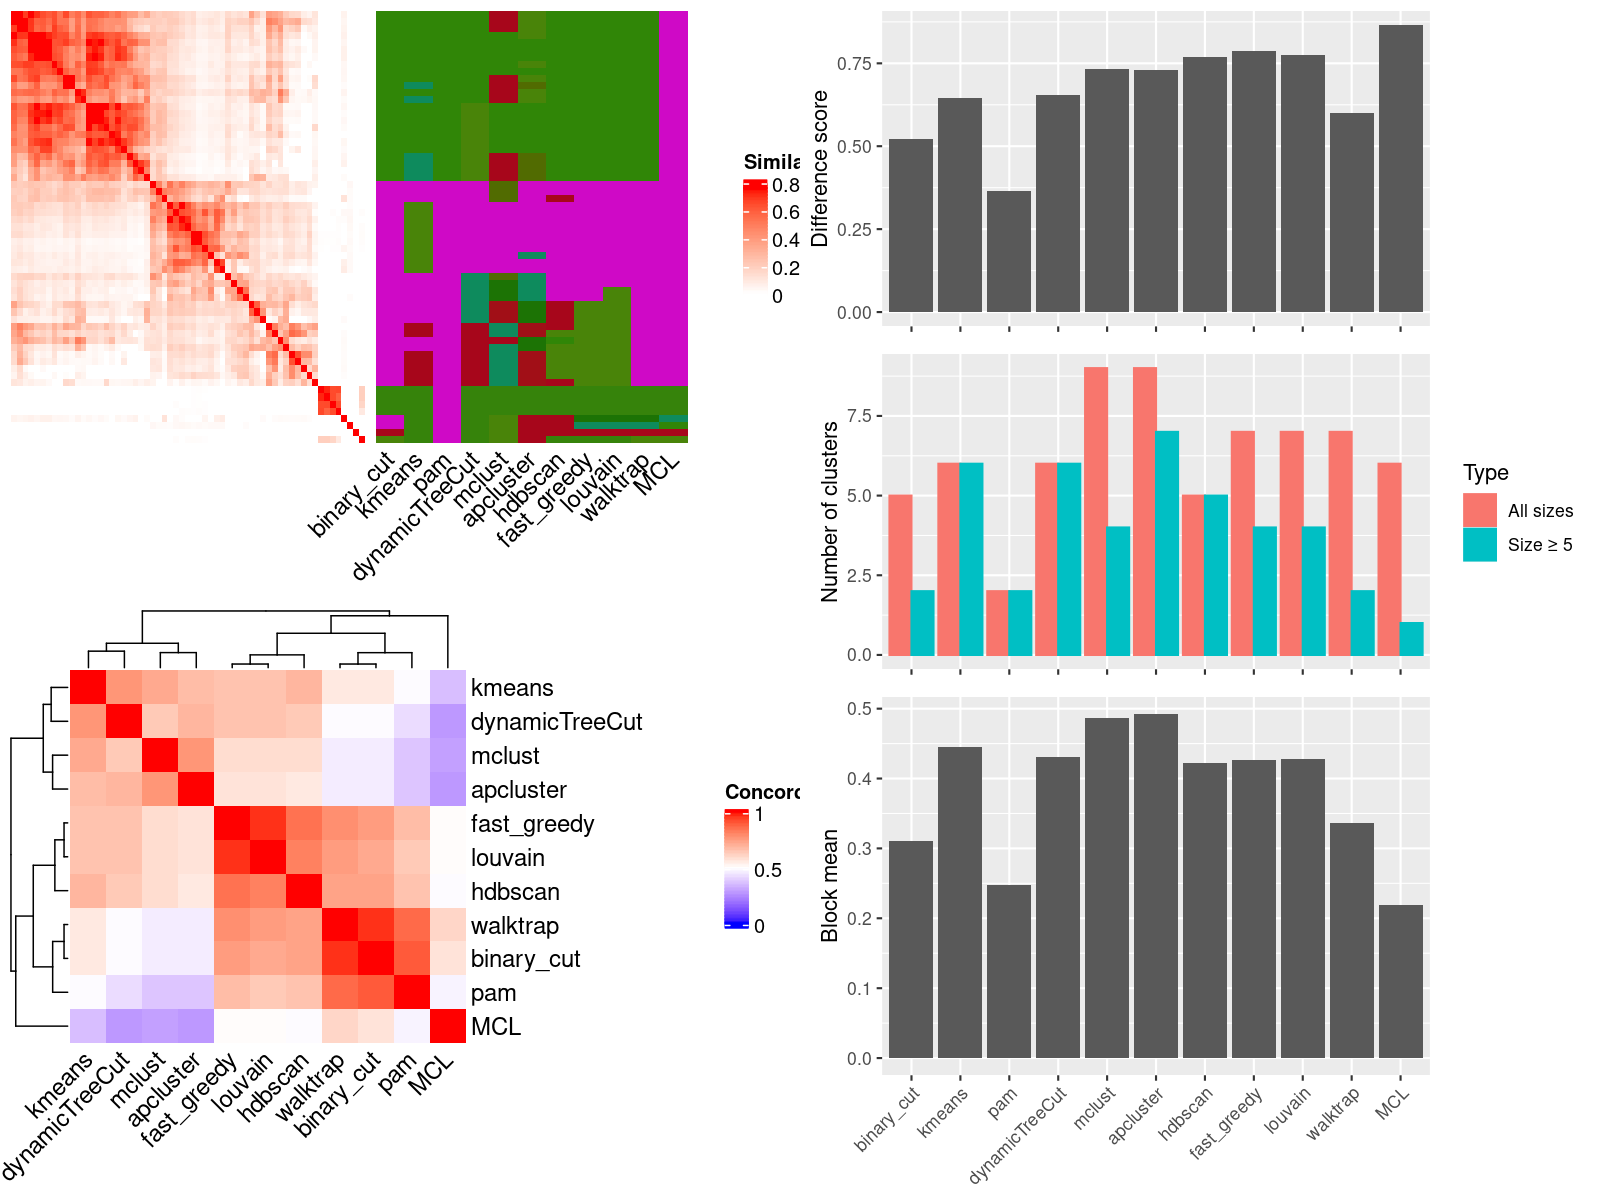 Simila
0.8
0.6
0.4
0.2
0
binary_cut
kmeans
pam
dynamicTreeCut
mclust
apcluster
hdbscan
fast_greedy
louvain
walktrap
MCL
kmeans
dynamicTreeCut
mclust
apcluster
fast_greedy
louvain
hdbscan
walktrap
binary_cut
pam
MCL
kmeans
dynamicTreeCut
mclust
apcluster
fast_greedy
louvain
hdbscan
walktrap
binary_cut
pam
MCL
Concord
1
0.5
0
Difference score
0.75
0.50
0.25
0.00
Number of clusters
7.5
5.0
2.5
0.0
Type
All sizes
Size ≥ 5
Block mean
0.5
0.4
0.3
0.2
0.1
0.0
binary_cut
kmeans
pam
dynamicTreeCut
mclust
apcluster
hdbscan
fast_greedy
louvain
walktrap
MCL